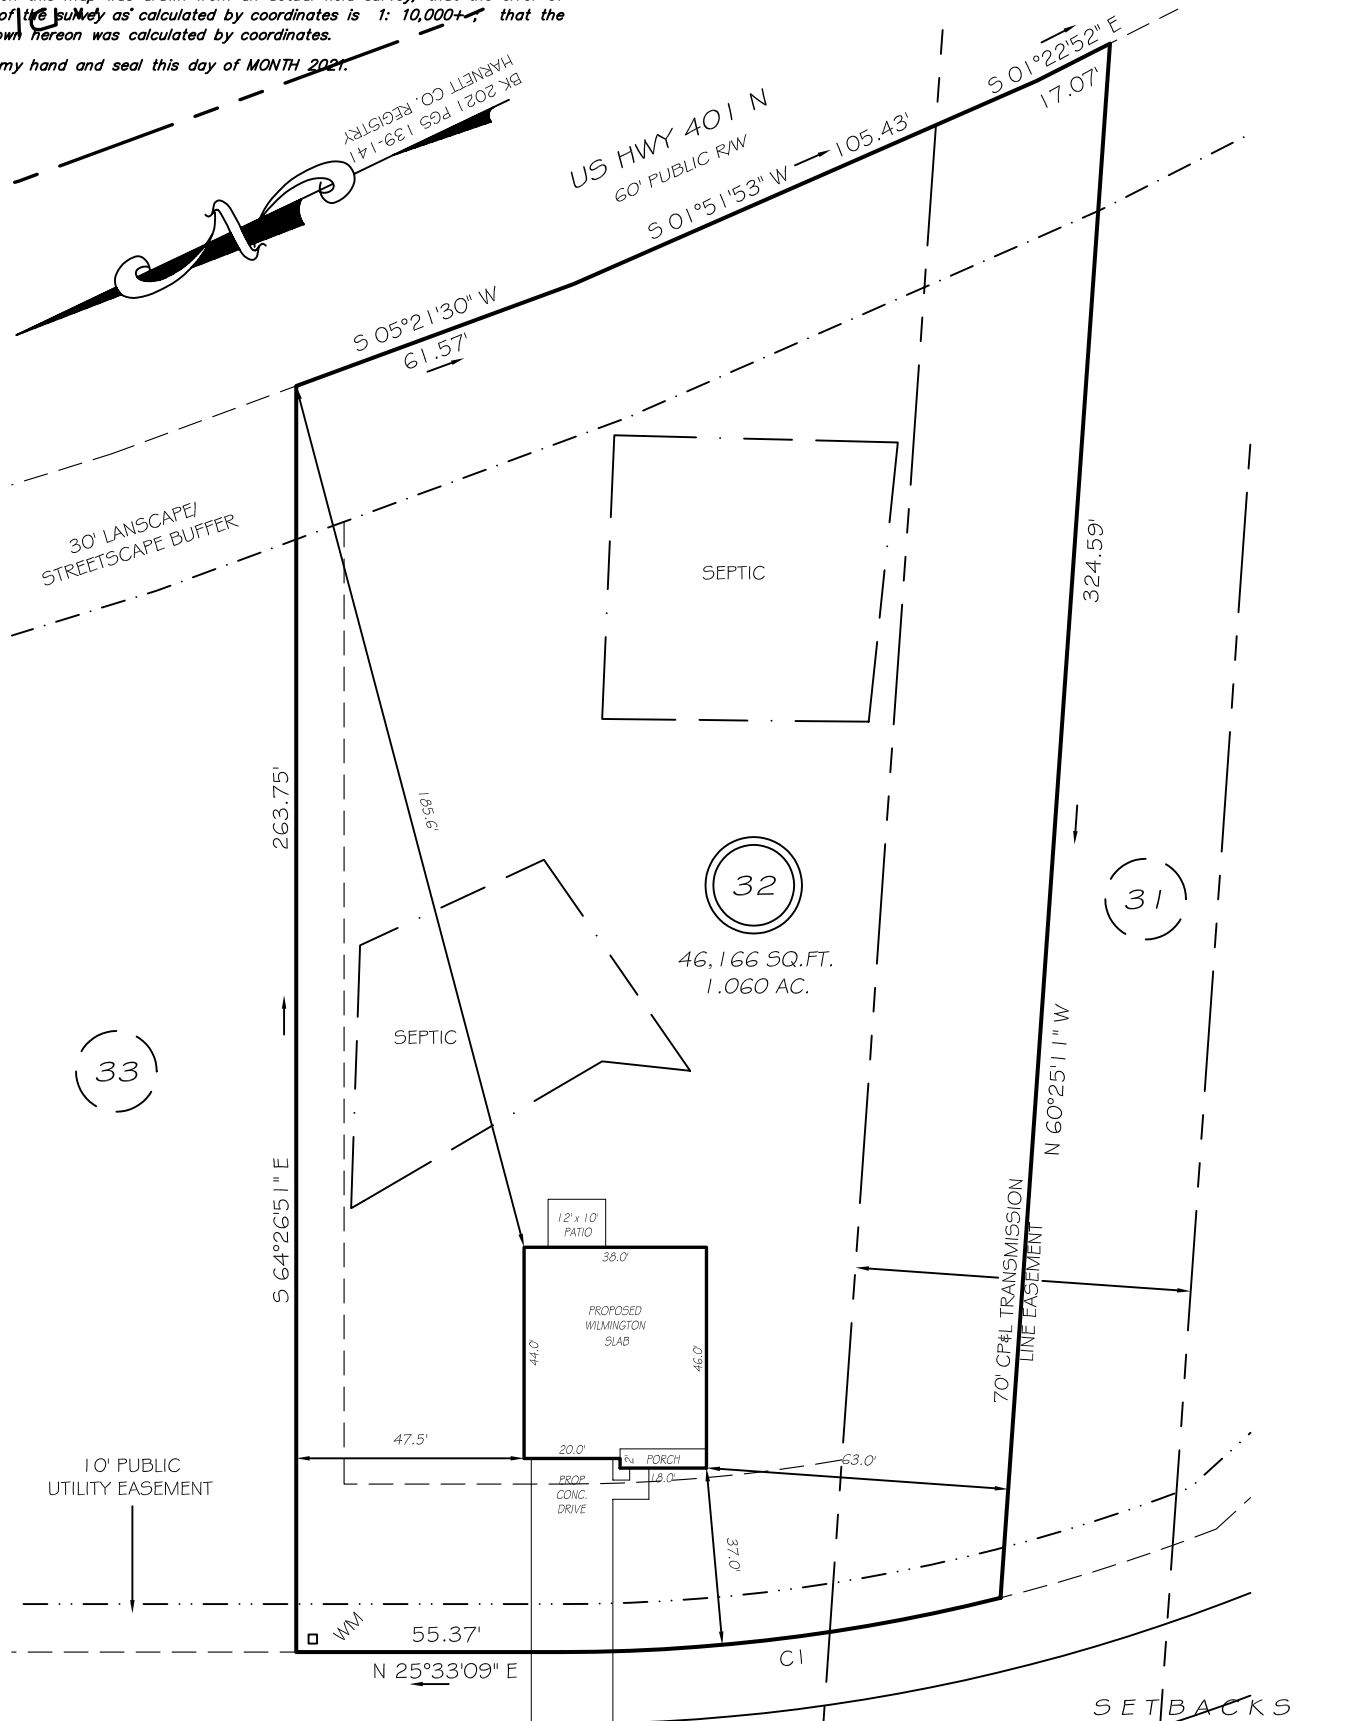 of the survey as calculated by coordinates is 1: 10,000+-, that the
own hereon was calculated by coordinates.
my hand and seal this day of MONTH 2021.
BK 2021 PGS 139-141
HARNETT CO. REGISTRY
N
US HWY 401 N
60' PUBLIC R/W
S 01°22'52" E
17.07'
105.43'
S 01°51'53" W
S 05°21'30" W
61.57'
30' LANSCAPE/
STREETSCAPE BUFFER
SEPTIC
324.59'
263.75'
185.6'
32
46,166 SQ.FT.
1.060 AC.
31
SEPTIC
33
N 60°25'11" W
S 64°26'51" E
12' x 10'
PATIO
38.0'
PROPOSED
WILMINGTON
SLAB
44.0'
46.0'
70' CP&L TRANSMISSION
LINE EASEMENT
47.5'
20.0'
2'
PORCH
18.0'
63.0'
PROP
CONC.
DRIVE
10' PUBLIC
UTILITY EASEMENT
37.0'
WM
55.37'
N 25°33'09" E
C1
SETBACKS